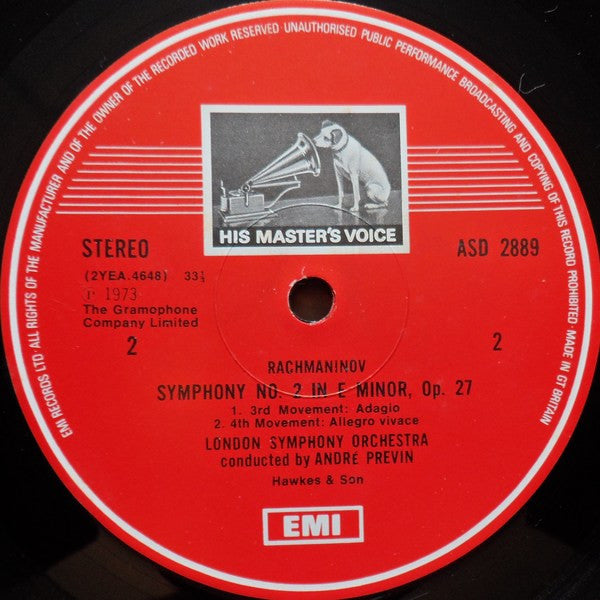 EMI RECORDS LTD ALL RIGHTS OF THE MANUFACTURER AND OF THE OWNER OF THE RECORDED WORK RESERVED UNAUTHORISED PUBLIC PERFORMANCE BROADCASTING AND COPYING OF THIS RECORD PROHIBITED · MADE IN GT BRITAIN
HIS MASTER'S VOICE
STEREO
ASD 2889
(2YEA.4648) 33⅓
℗ 1973
The Gramophone
Company Limited
2
2
RACHMANINOV
SYMPHONY NO. 2 IN E MINOR, Op. 27
1. 3rd Movement: Adagio
2. 4th Movement: Allegro vivace
LONDON SYMPHONY ORCHESTRA
conducted by ANDRÉ PREVIN
Hawkes & Son
EMI